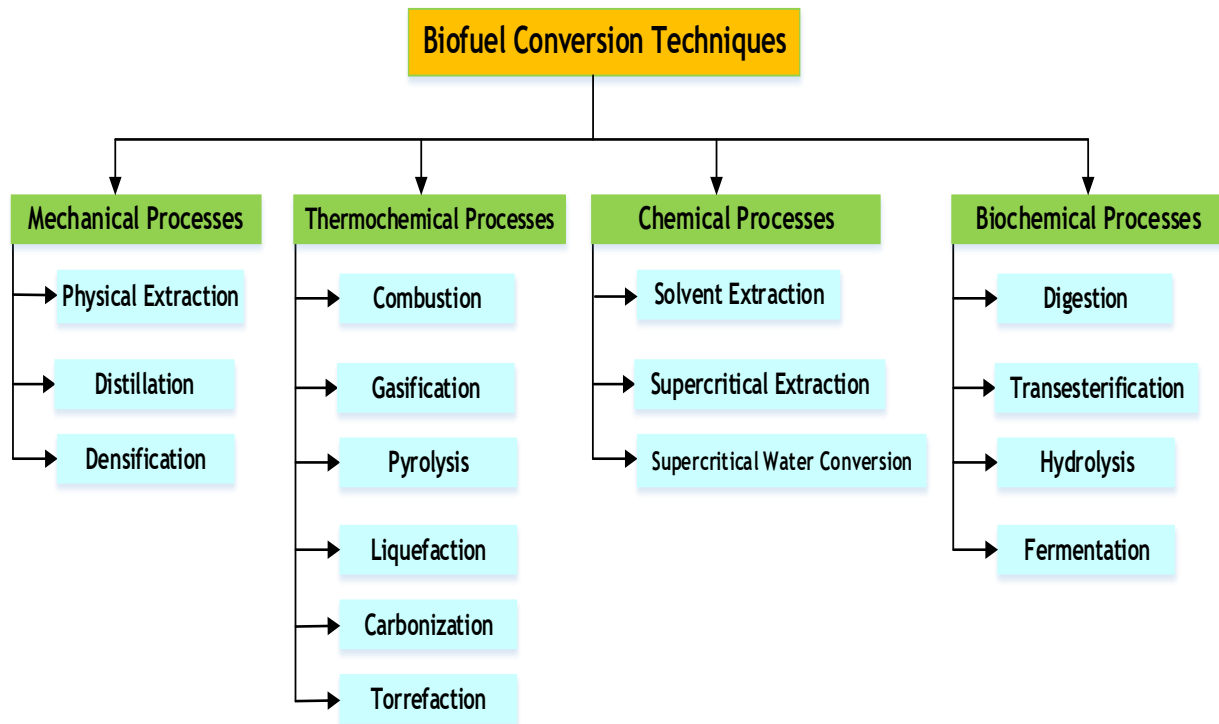 Biofuel Conversion Techniques
Mechanical Processes
Physical Extraction
Distillation
Densification
Thermochemical Processes
Combustion
Gasification
Pyrolysis
Liquefaction
Carbonization
Torrefaction
Chemical Processes
Solvent Extraction
Supercritical Extraction
Supercritical Water Conversion
Biochemical Processes
Digestion
Transesterification
Hydrolysis
Fermentation